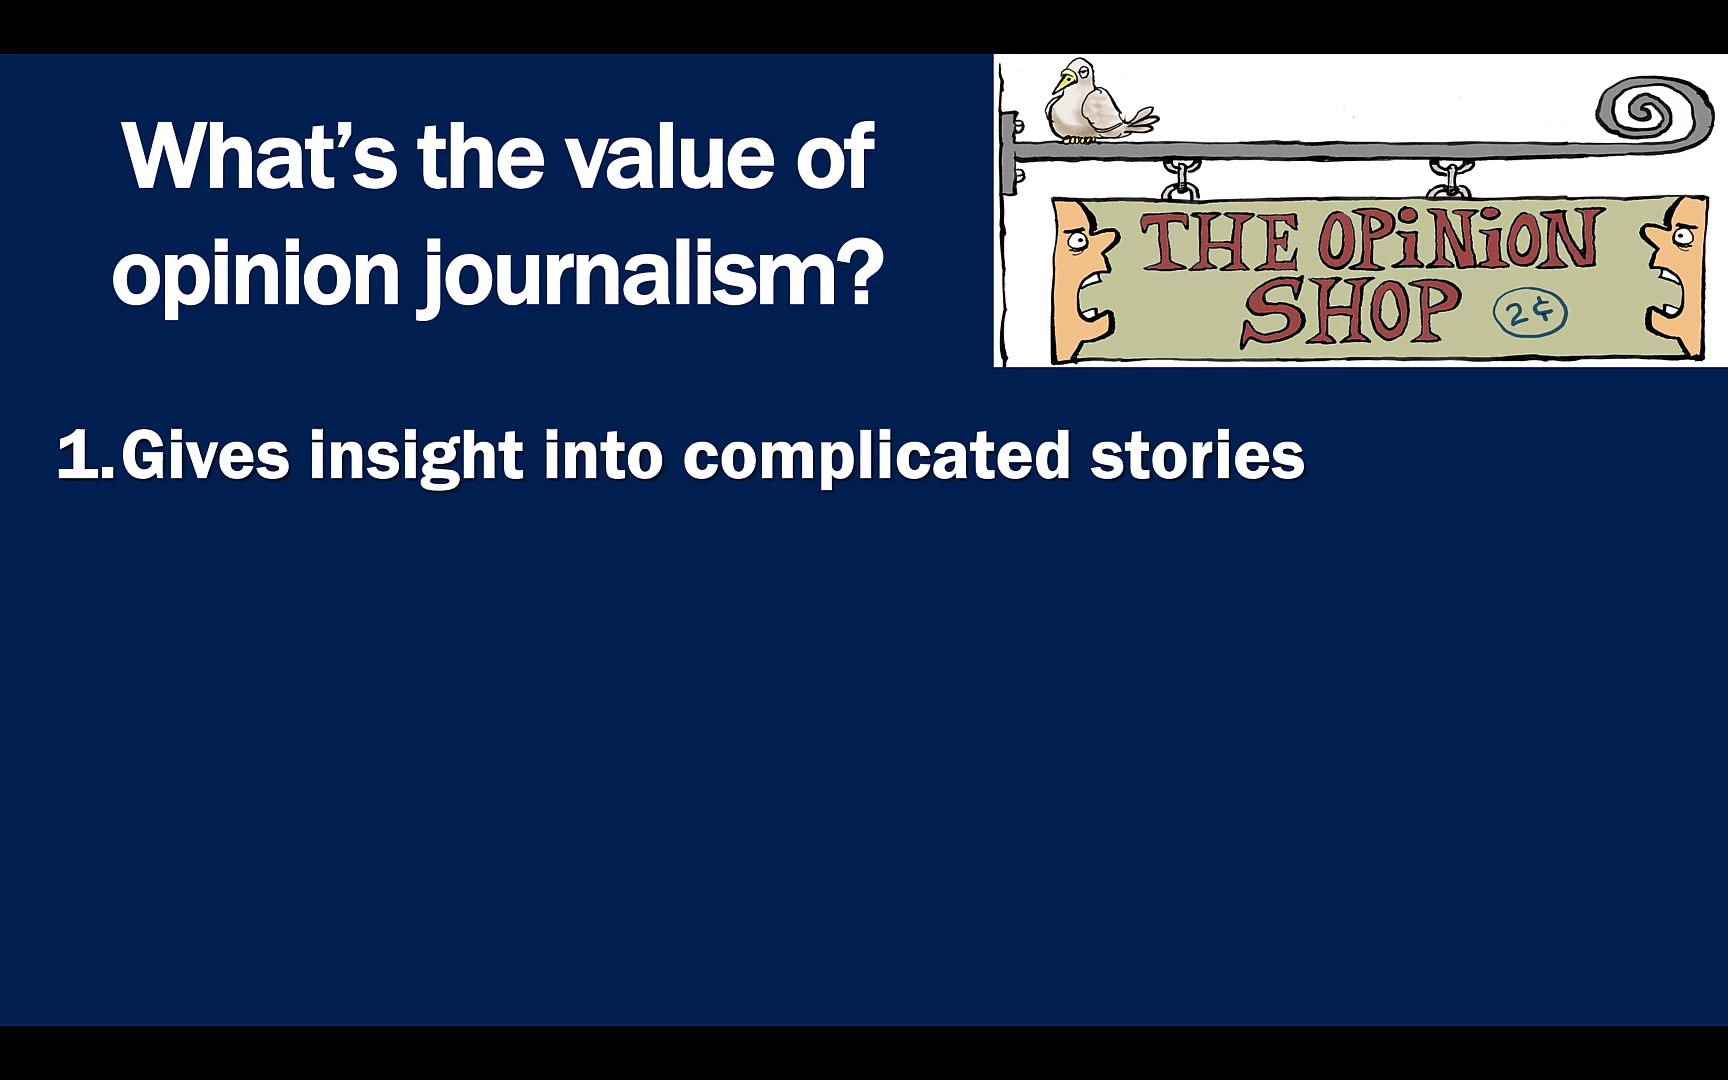 What’s the value of
opinion journalism?
THE OPiNiON
SHOP 2¢
1.Gives insight into complicated stories